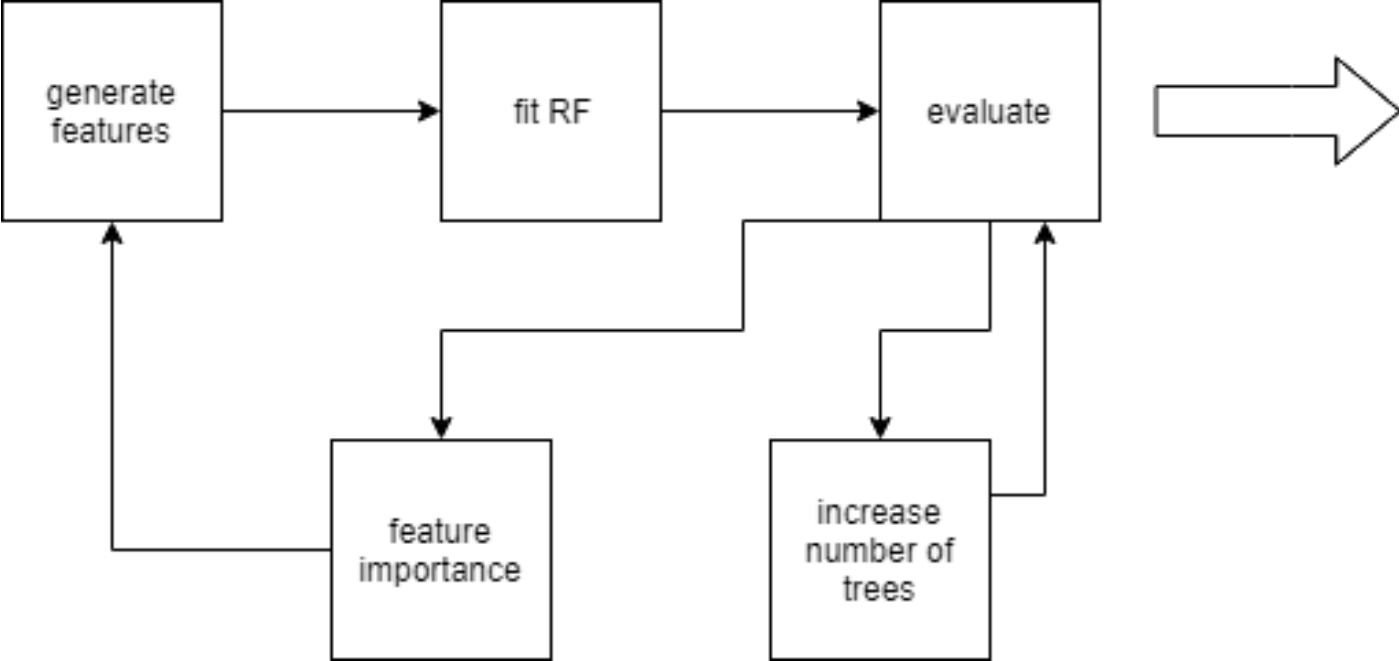 generate
features
fit RF
evaluate
feature
importance
increase
number of
trees